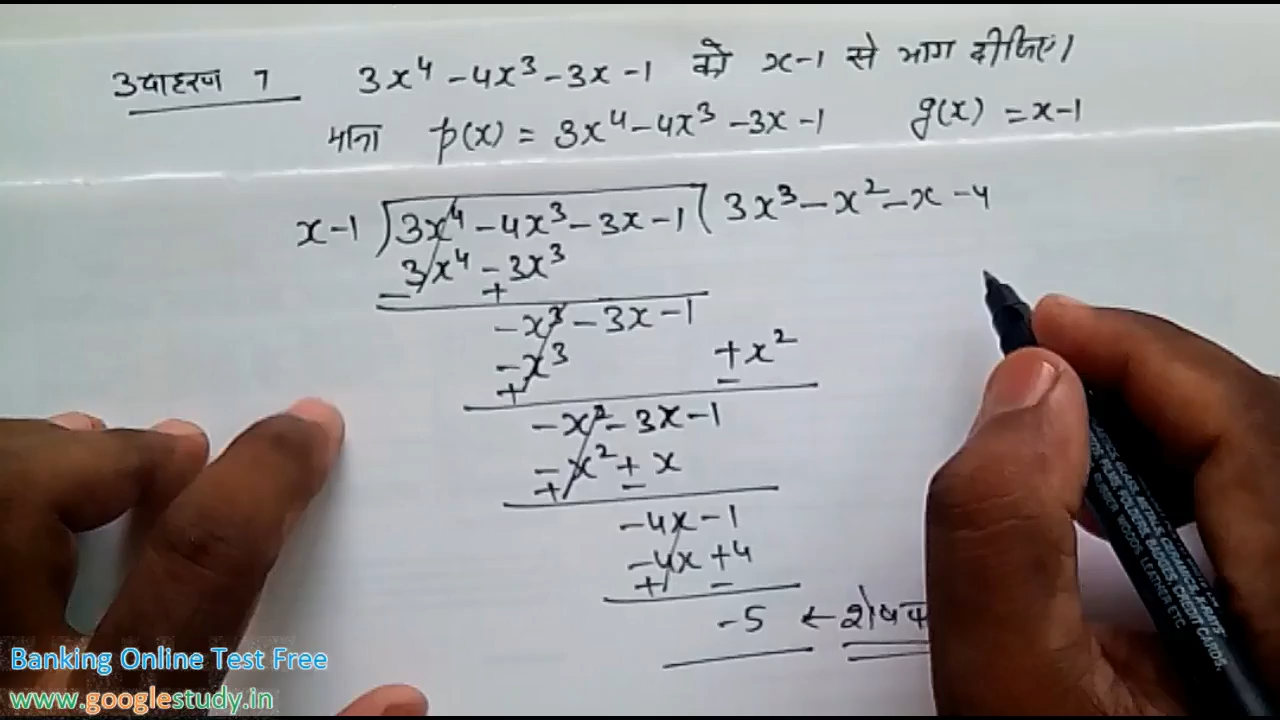 उदाहरण 7 3x⁴ - 4x³ - 3x - 1 को x-1 से भाग दीजिए।
माना p(x) = 3x⁴ - 4x³ - 3x - 1 g(x) = x-1
x-1 ) 3x⁴ - 4x³ - 3x - 1 ( 3x³ - x² - x - 4
3x⁴ - 3x³
- +
-x³ - 3x - 1
-x³ + x²
+ -
-x² - 3x - 1
-x² + x
+ -
-4x - 1
-4x + 4
+ -
-5 ←
Banking Online Test Free
www.googlestudy.in
CREDIT CARDS,